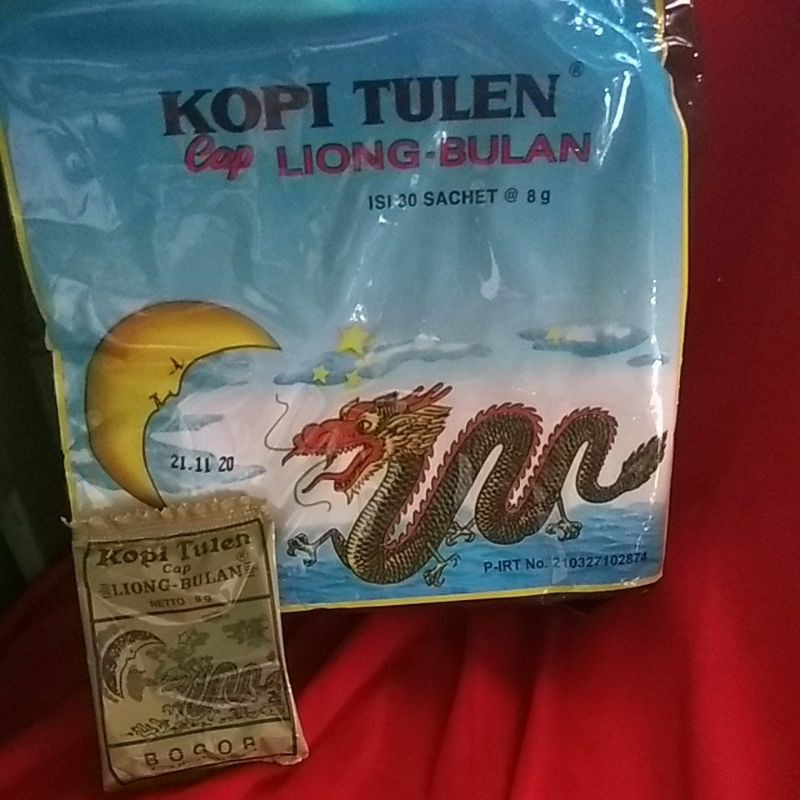 KOPI TULEN ®
Cap LIONG-BULAN
ISI 30 SACHET @ 8 g
21.11 20
P-IRT No. 210327102874
Kopi Tulen
Cap ®
LIONG-BULAN
NETTO : 8 g
BOGOR